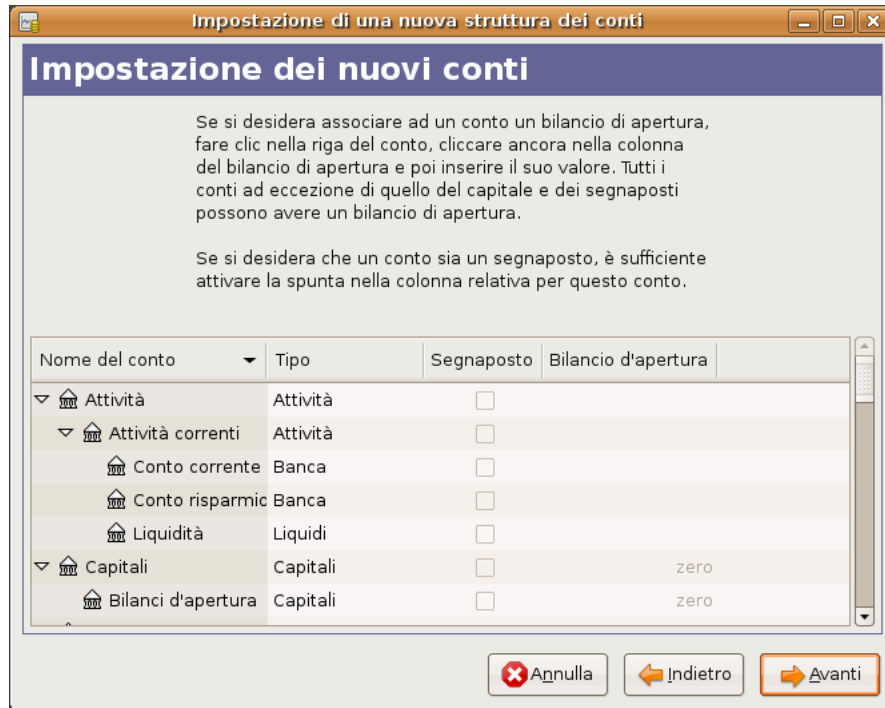 Impostazione di una nuova struttura dei conti
Impostazione dei nuovi conti
Se si desidera associare ad un conto un bilancio di apertura,
fare clic nella riga del conto, cliccare ancora nella colonna
del bilancio di apertura e poi inserire il suo valore. Tutti i
conti ad eccezione di quello del capitale e dei segnaposti
possono avere un bilancio di apertura.
Se si desidera che un conto sia un segnaposto, è sufficiente
attivare la spunta nella colonna relativa per questo conto.
Nome del conto Tipo Segnaposto Bilancio d'apertura
Attività Attività
Attività correnti Attività
Conto corrente Banca
Conto risparmic Banca
Liquidità Liquidi
Capitali Capitali zero
Bilanci d'apertura Capitali zero
Annulla Indietro Avanti